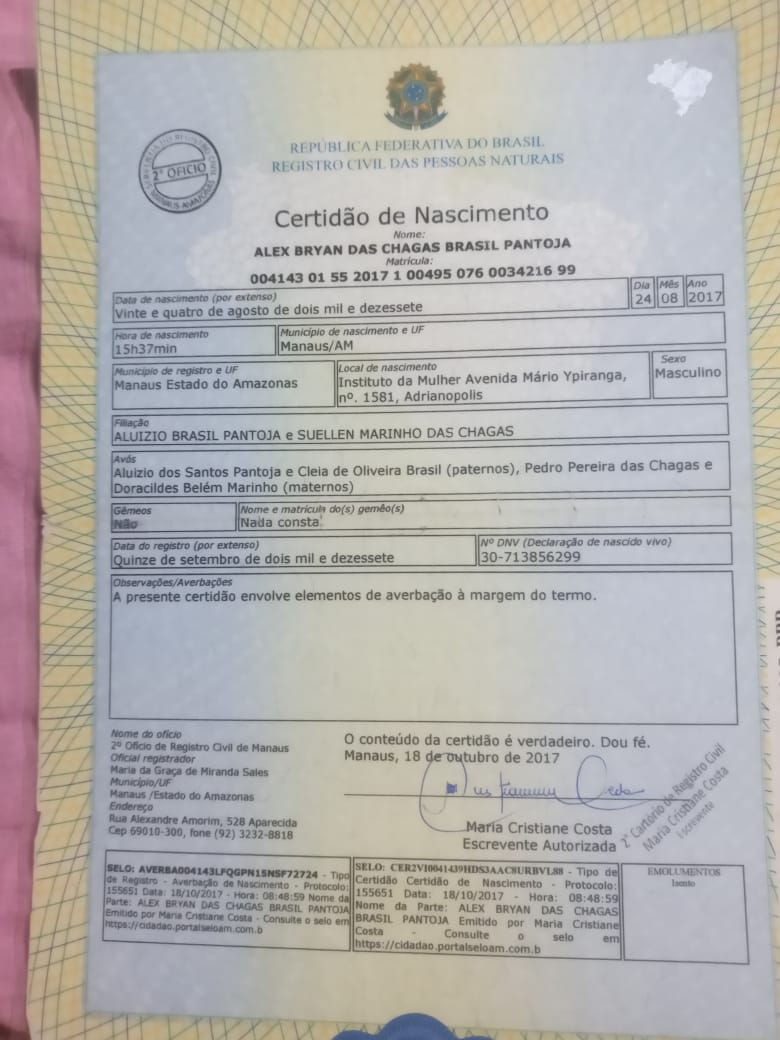 REPÚBLICA FEDERATIVA DO BRASIL
REGISTRO CIVIL DAS PESSOAS NATURAIS
2º OFICIO
MANAUS AMAZONAS
Certidão de Nascimento
Nome:
ALEX BRYAN DAS CHAGAS BRASIL PANTOJA
Matrícula:
004143 01 55 2017 1 00495 076 0034216 99
Data de nascimento (por extenso)
Vinte e quatro de agosto de dois mil e dezessete
Dia Mês Ano
24 08 2017
Hora de nascimento
15h37min
Município de nascimento e UF
Manaus/AM
Município de registro e UF
Manaus Estado do Amazonas
Local de nascimento
Instituto da Mulher Avenida Mário Ypiranga,
nº. 1581, Adrianopolis
Sexo
Masculino
Filiação
ALUIZIO BRASIL PANTOJA e SUELLEN MARINHO DAS CHAGAS
Avós
Aluizio dos Santos Pantoja e Cleia de Oliveira Brasil (paternos), Pedro Pereira das Chagas e
Doracildes Belém Marinho (maternos)
Gêmeos
Não
Nome e matrícula do(s) gemêo(s)
Nada consta
Data do registro (por extenso)
Quinze de setembro de dois mil e dezessete
Nº DNV (Declaração de nascido vivo)
30-713856299
Observações/Averbações
A presente certidão envolve elementos de averbação à margem do termo.
Nome do ofício
2º Ofício de Registro Civil de Manaus
Oficial registrador
Maria da Graça de Miranda Sales
Município/UF
Manaus /Estado do Amazonas
Endereço
Rua Alexandre Amorim, 528 Aparecida
Cep 69010-300, fone (92) 3232-8818
O conteúdo da certidão é verdadeiro. Dou fé.
Manaus, 18 de outubro de 2017
Maria Cristiane Costa
Escrevente Autorizada
2º Cartório de Registro Civil
Maria Cristiane Costa
Escrevente
SELO: AVERBA004143LFQGPN15NSF72724 - Tipo
de Registro - Averbação de Nascimento - Protocolo:
155651 Data: 18/10/2017 - Hora: 08:48:59 Nome da
Parte: ALEX BRYAN DAS CHAGAS BRASIL PANTOJA
Emitido por Maria Cristiane Costa - Consulte o selo em
https://cidadao.portalseloam.com.b
SELO: CER2VI0041439HDS3AAC8URBVL88 - Tipo de
Certidão Certidão de Nascimento - Protocolo:
155651 Data: 18/10/2017 - Hora: 08:48:59
Nome da Parte: ALEX BRYAN DAS CHAGAS
BRASIL PANTOJA Emitido por Maria Cristiane
Costa - Consulte o selo em
https://cidadao.portalseloam.com.b
EMOLUMENTOS
Isento